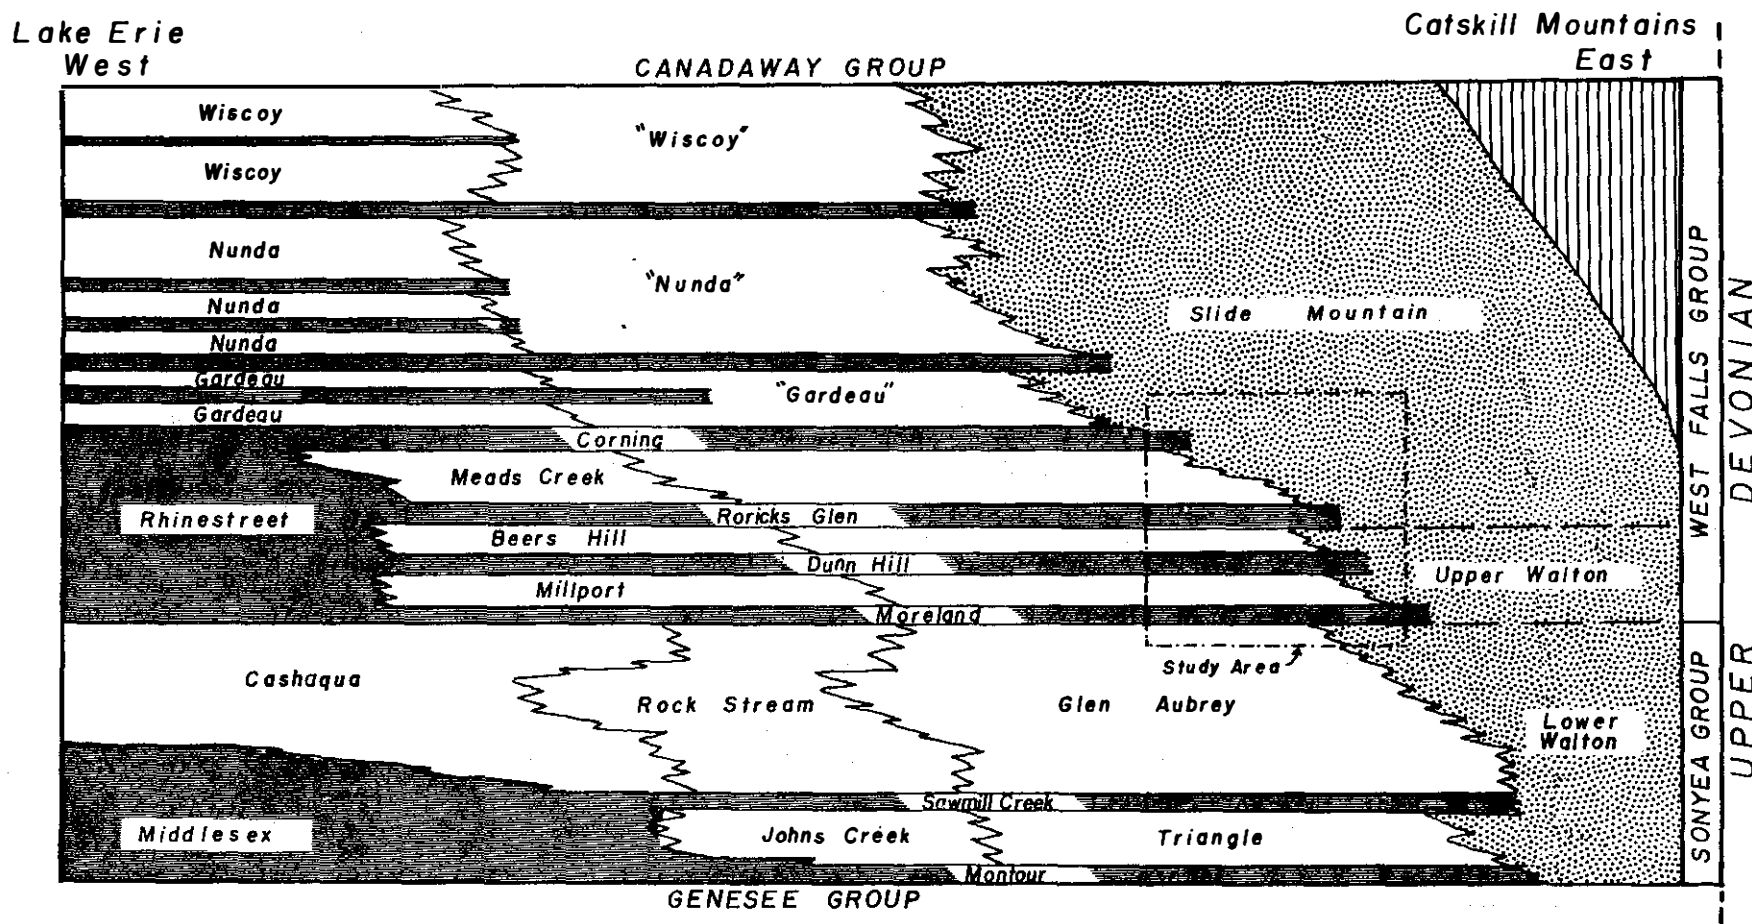 Lake Erie
West
Catskill Mountains
East
CANADAWAY GROUP
Wiscoy
"Wiscoy"
Wiscoy
Nunda
"Nunda"
Nunda
Nunda
Slide Mountain
Gardeau
"Gardeau"
Gardeau
Corning
Meads Creek
Rhinestreet
Roricks Glen
Beers Hill
Dunn Hill
Upper Walton
Millport
Moreland
Study Area
Cashaqua
Rock Stream
Glen Aubrey
Lower
Walton
Sawmill Creek
Middlesex
Johns Creek
Triangle
Montour
GENESEE GROUP
WEST FALLS GROUP
SONYEA GROUP
UPPER DEVONIAN